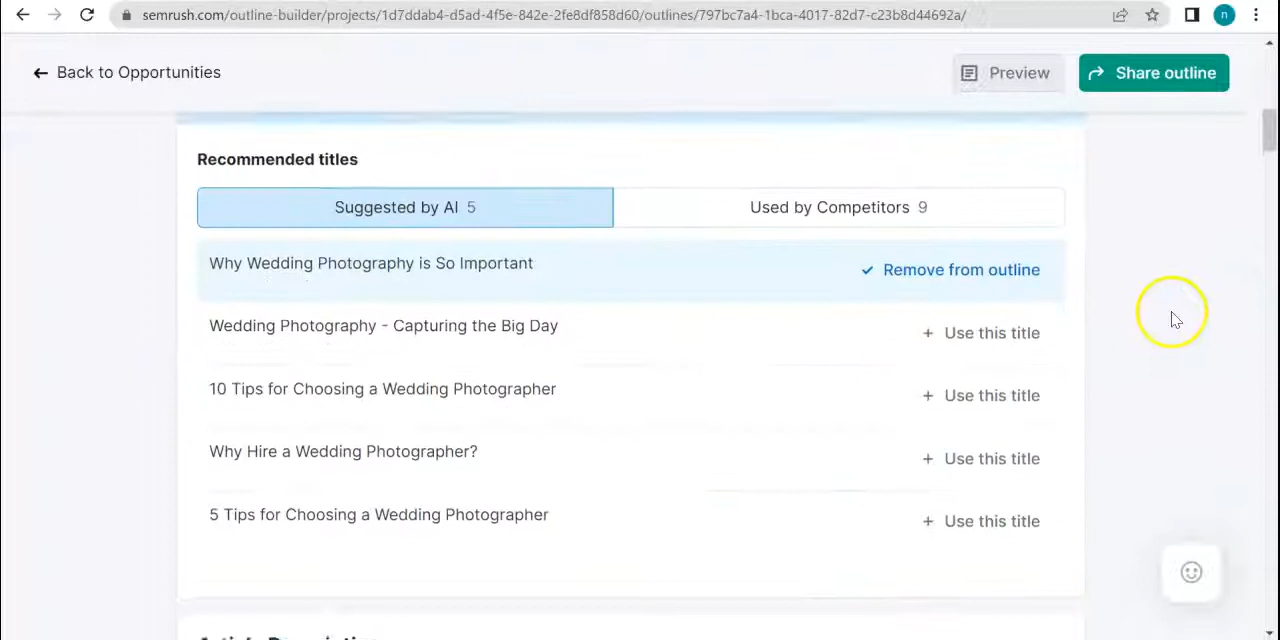 semrush.com/outline-builder/projects/1d7ddab4-d5ad-4f5e-842e-2fe8df858d60/outlines/797bc7a4-1bca-4017-82d7-c23b8d44692a/
n
Back to Opportunities
Preview
Share outline
Recommended titles
Suggested by AI 5
Used by Competitors 9
Why Wedding Photography is So Important
Remove from outline
Wedding Photography - Capturing the Big Day
+ Use this title
10 Tips for Choosing a Wedding Photographer
+ Use this title
Why Hire a Wedding Photographer?
+ Use this title
5 Tips for Choosing a Wedding Photographer
+ Use this title